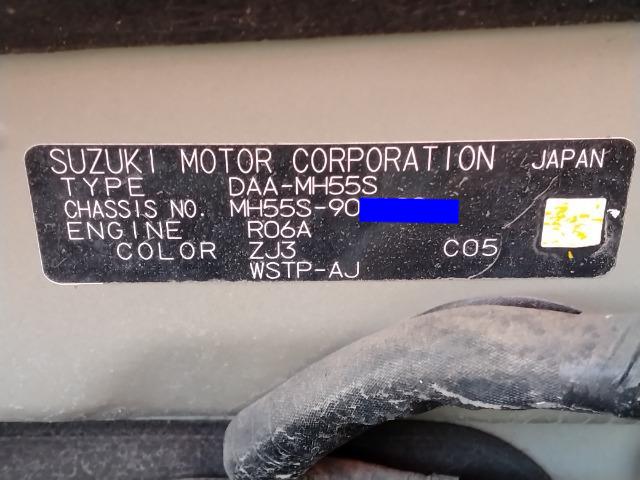 SUZUKI MOTOR CORPORATION JAPAN
TYPE DAA-MH55S
CHASSIS NO. MH55S-90
ENGINE R06A
COLOR ZJ3 C05
WSTP-AJ